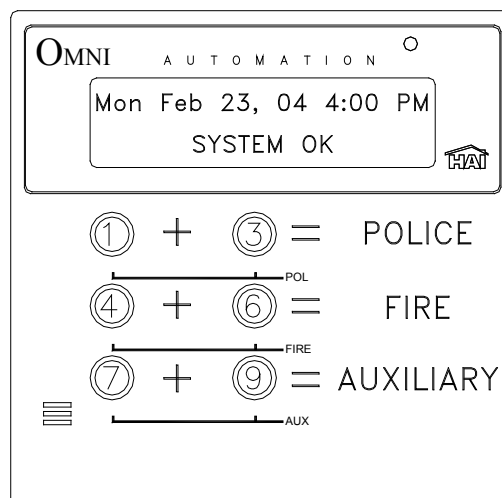 OMNI AUTOMATION
Mon Feb 23, 04 4:00 PM
SYSTEM OK
HAI
1 + 3 = POLICE
POL
4 + 6 = FIRE
FIRE
7 + 9 = AUXILIARY
AUX